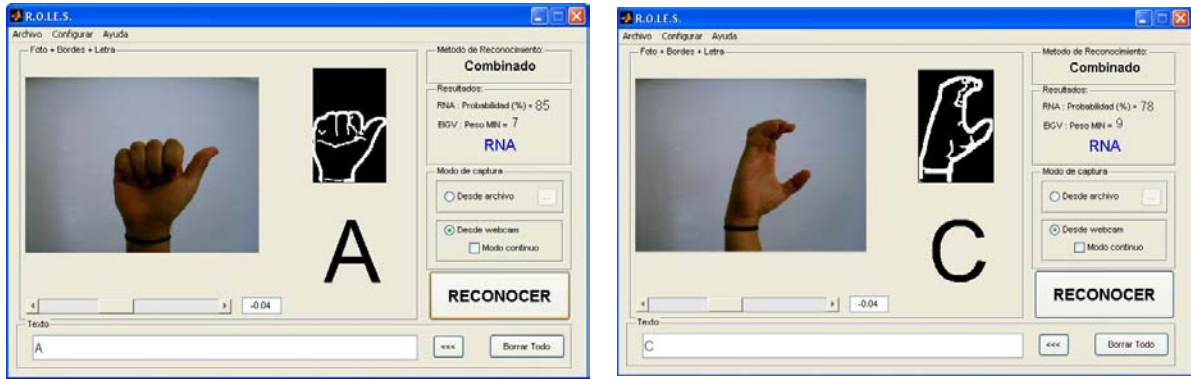 R.O.L.E.S.
Archivo Configurar Ayuda
Foto + Bordes + Letra
Metodo de Reconocimiento:
Combinado
Resultados:
RNA : Probabilidad (%) = 85
BGV : Peso MIN = 7
RNA
Modo de captura
Desde archivo ...
Desde webcam
Modo continuo
A
-0.04
RECONOCER
Texto
A
<<< Borrar Todo
R.O.L.E.S.
Archivo Configurar Ayuda
Foto + Bordes + Letra
Metodo de Reconocimiento:
Combinado
Resultados:
RNA : Probabilidad (%) = 78
BGV : Peso MIN = 9
RNA
Modo de captura
Desde archivo ...
Desde webcam
Modo continuo
C
-0.04
RECONOCER
Texto
C
<<< Borrar Todo